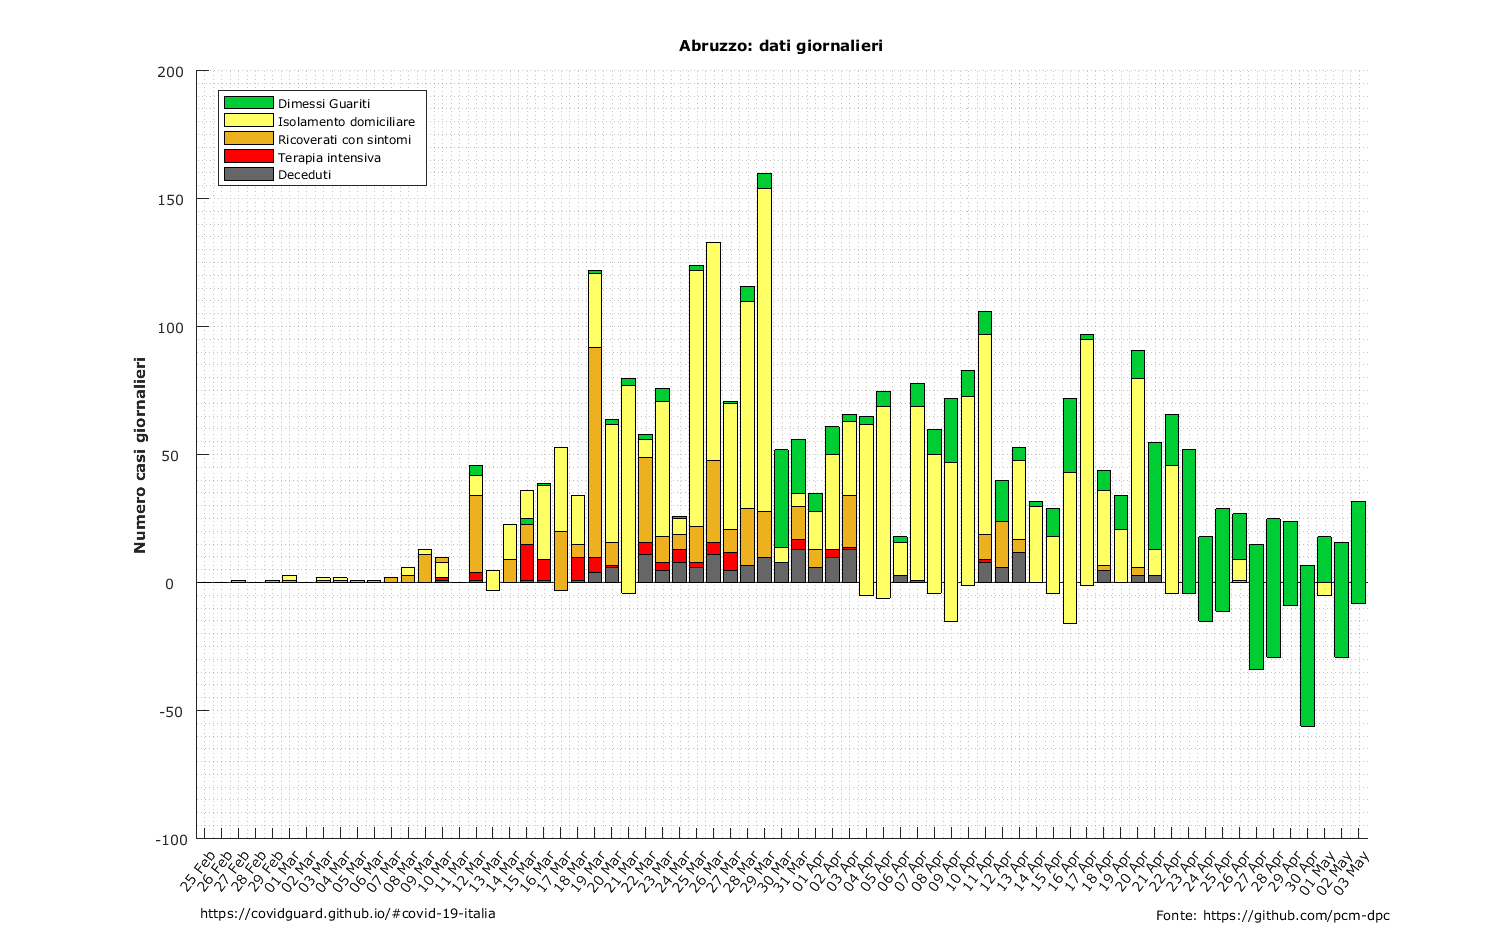 Abruzzo: dati giornalieri
Numero casi giornalieri
200
150
100
50
0
-50
-100
Dimessi Guariti
Isolamento domiciliare
Ricoverati con sintomi
Terapia intensiva
Deceduti
25 Feb
26 Feb
27 Feb
28 Feb
29 Feb
01 Mar
02 Mar
03 Mar
04 Mar
05 Mar
06 Mar
07 Mar
08 Mar
09 Mar
10 Mar
11 Mar
12 Mar
13 Mar
14 Mar
15 Mar
16 Mar
17 Mar
18 Mar
19 Mar
20 Mar
21 Mar
22 Mar
23 Mar
24 Mar
25 Mar
26 Mar
27 Mar
28 Mar
29 Mar
30 Mar
31 Mar
01 Apr
02 Apr
03 Apr
04 Apr
05 Apr
06 Apr
07 Apr
08 Apr
09 Apr
10 Apr
11 Apr
12 Apr
13 Apr
14 Apr
15 Apr
16 Apr
17 Apr
18 Apr
19 Apr
20 Apr
21 Apr
22 Apr
23 Apr
24 Apr
25 Apr
26 Apr
27 Apr
28 Apr
29 Apr
30 Apr
01 May
02 May
03 May
https://covidguard.github.io/#covid-19-italia
Fonte: https://github.com/pcm-dpc